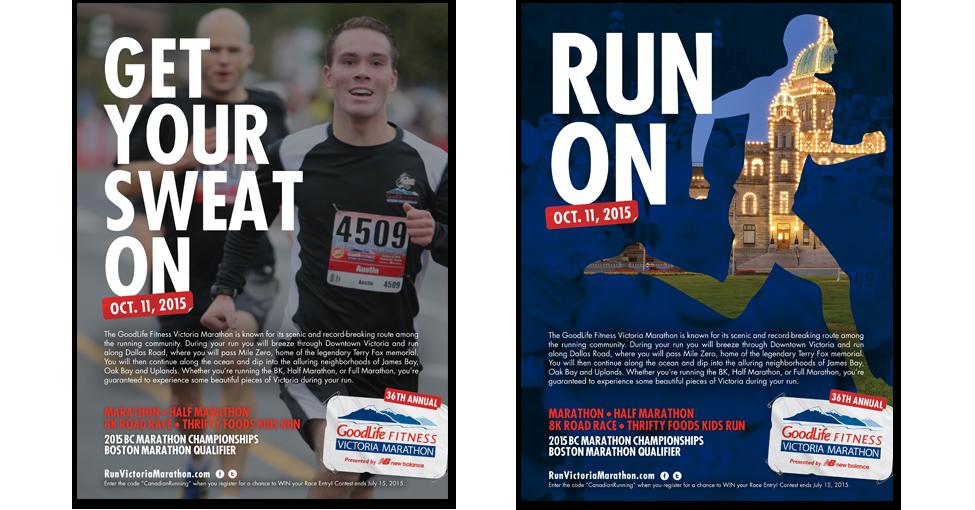 GET
YOUR
SWEAT
ON
OCT. 11, 2015
4509
Austin
Austin 4509
The GoodLife Fitness Victoria Marathon is known for its scenic and record-breaking route among
the running community. During your run you will breeze through Downtown Victoria and run
along Dallas Road, where you will pass Mile Zero, home of the legendary Terry Fox memorial.
You will then continue along the ocean and dip into the alluring neighborhoods of James Bay,
Oak Bay and Uplands. Whether you're running the 8K, Half Marathon, or Full Marathon, you're
guaranteed to experience some beautiful pieces of Victoria during your run.
MARATHON • HALF MARATHON
8K ROAD RACE • THRIFTY FOODS KIDS RUN
2015 BC MARATHON CHAMPIONSHIPS
BOSTON MARATHON QUALIFIER
RunVictoriaMarathon.com
Enter the code "CanadianRunning" when you register for a chance to WIN your Race Entry! Contest ends July 15, 2015.
36TH ANNUAL
GoodLife FITNESS
VICTORIA MARATHON
Presented by NB new balance
RUN
ON
OCT. 11, 2015
The GoodLife Fitness Victoria Marathon is known for its scenic and record-breaking route among
the running community. During your run you will breeze through Downtown Victoria and run
along Dallas Road, where you will pass Mile Zero, home of the legendary Terry Fox memorial.
You will then continue along the ocean and dip into the alluring neighborhoods of James Bay,
Oak Bay and Uplands. Whether you're running the 8K, Half Marathon, or Full Marathon, you're
guaranteed to experience some beautiful pieces of Victoria during your run.
MARATHON • HALF MARATHON
8K ROAD RACE • THRIFTY FOODS KIDS RUN
2015 BC MARATHON CHAMPIONSHIPS
BOSTON MARATHON QUALIFIER
RunVictoriaMarathon.com
Enter the code "CanadianRunning" when you register for a chance to WIN your Race Entry! Contest ends July 15, 2015.
36TH ANNUAL
GoodLife FITNESS
VICTORIA MARATHON
Presented by NB new balance